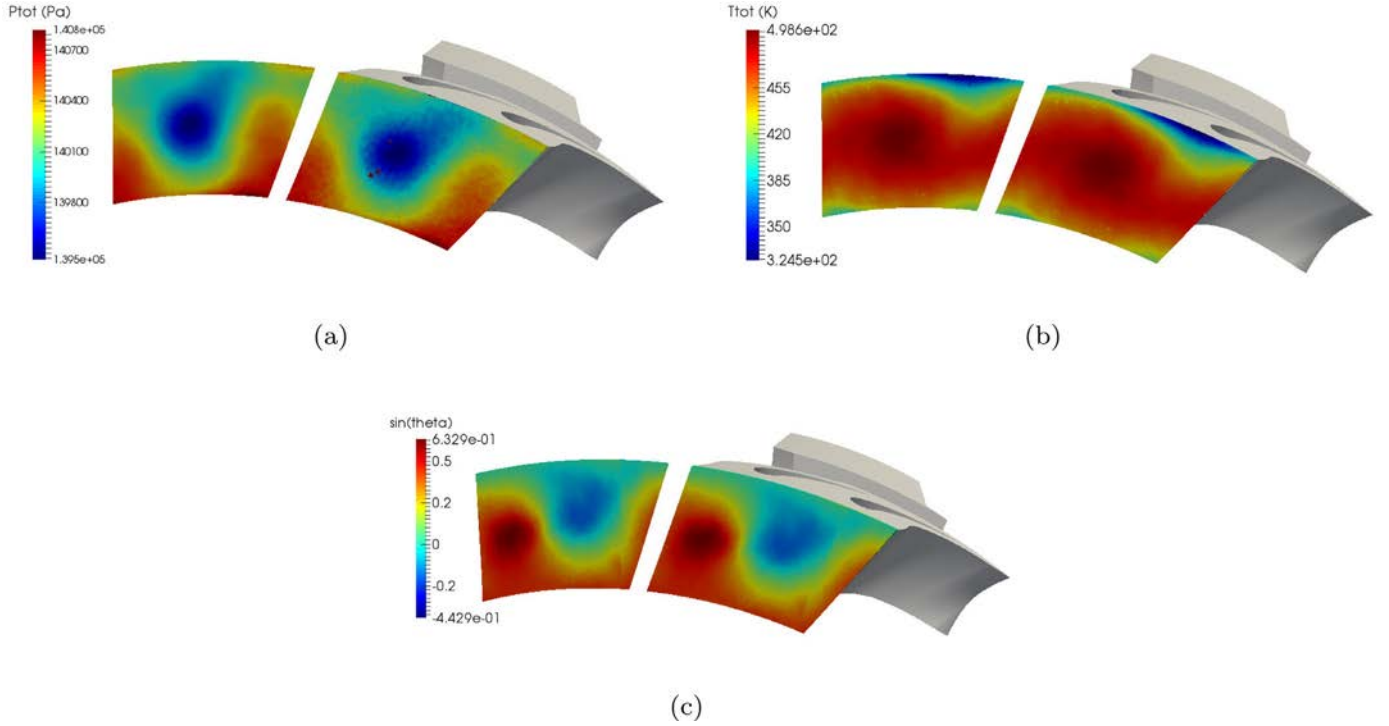 Ptot (Pa)
1.408e+05
140700
140400
140100
139800
1.395e+05
(a)
Ttot (K)
4.986e+02
455
420
385
350
3.245e+02
(b)
sin(theta)
6.329e-01
0.5
0.2
0
-0.2
-4.429e-01
(c)